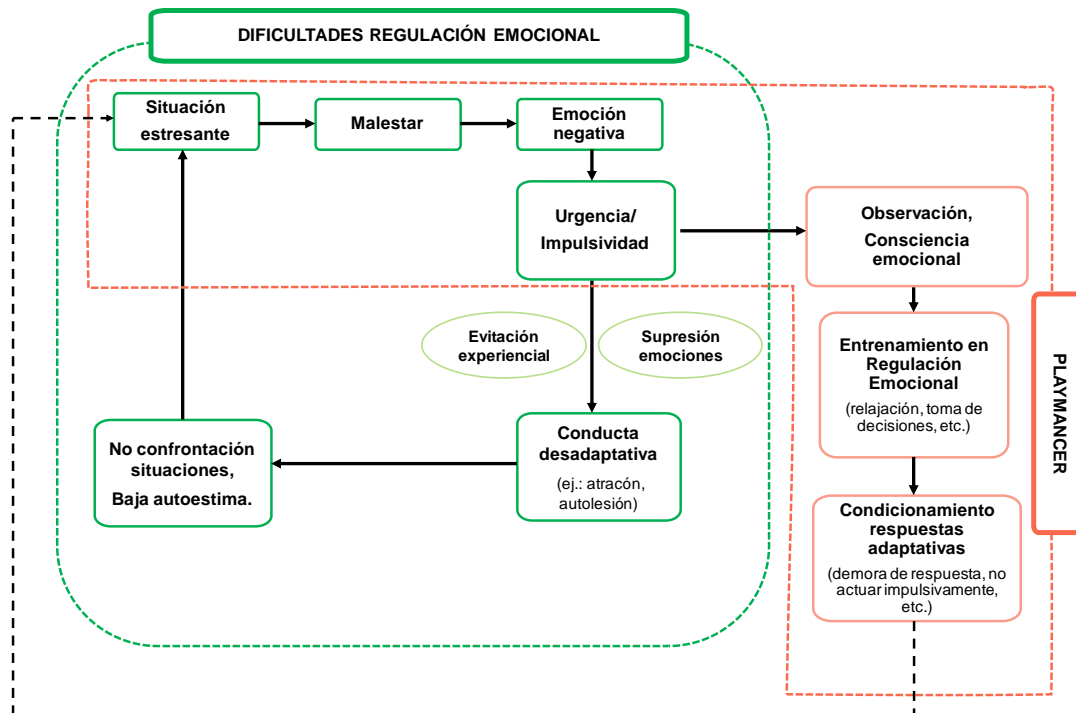 DIFICULTADES REGULACIÓN EMOCIONAL
Situación
estresante
Malestar
Emoción
negativa
Urgencia/
Impulsividad
Observación,
Consciencia
emocional
Evitación
experiencial
Supresión
emociones
Entrenamiento en
Regulación
Emocional
(relajación, toma de
decisiones, etc.)
PLAYMANCER
No confrontación
situaciones,
Baja autoestima.
Conducta
desadaptativa
(ej.: atracón,
autolesión)
Condicionamiento
respuestas
adaptativas
(demora de respuesta, no
actuar impulsivamente,
etc.)